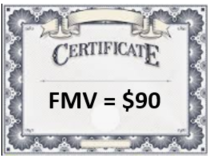 CERTIFICATE
FMV = $90